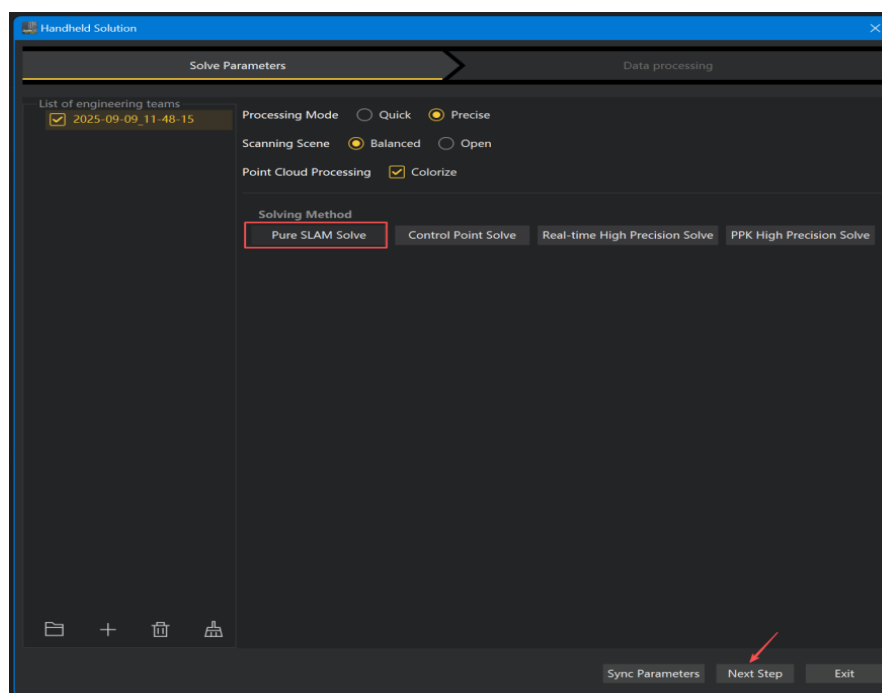 Handheld Solution
Solve Parameters
Data processing
List of engineering teams
2025-09-09_11-48-15
Processing Mode Quick Precise
Scanning Scene Balanced Open
Point Cloud Processing Colorize
Solving Method
Pure SLAM Solve Control Point Solve Real-time High Precision Solve PPK High Precision Solve
Sync Parameters Next Step Exit